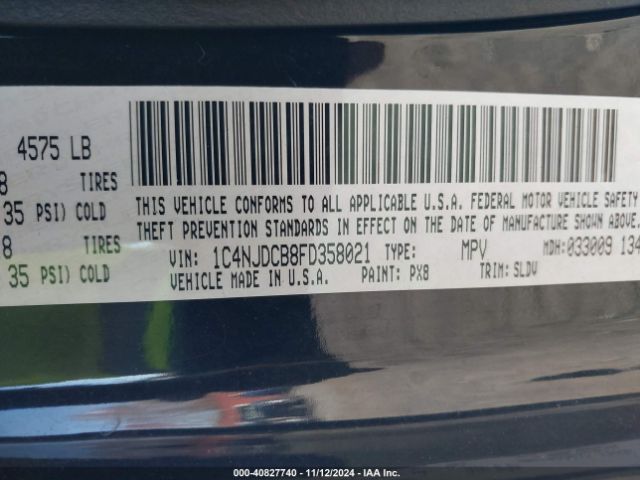 4575 LB
8 TIRES
35 PSI) COLD
8 TIRES
35 PSI) COLD
THIS VEHICLE CONFORMS TO ALL APPLICABLE U.S.A. FEDERAL MOTOR VEHICLE SAFETY
THEFT PREVENTION STANDARDS IN EFFECT ON THE DATE OF MANUFACTURE SHOWN ABOVE.
VIN: 1C4NJDCB8FD358021 TYPE: MPV MDH:033009 134
VEHICLE MADE IN U.S.A. PAINT: PX8 TRIM: SLDV
000-40827740 - 11/12/2024 - IAA Inc.